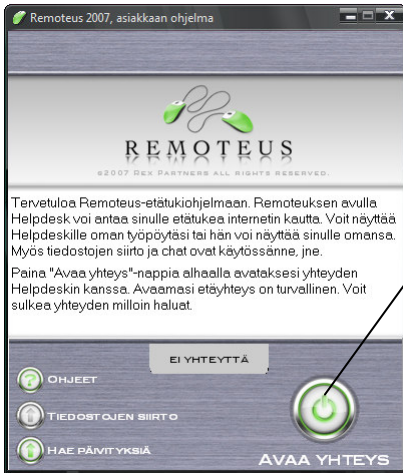 Remoteus 2007, asiakkaan ohjelma
REMOTEUS
©2007 REX PARTNERS ALL RIGHTS RESERVED.
Tervetuloa Remoteus-etätukiohjelmaan. Remoteuksen avulla
Helpdesk voi antaa sinulle etätukea internetin kautta. Voit näyttää
Helpdeskille oman työpöytäsi tai hän voi näyttää sinulle omansa.
Myös tiedostojen siirto ja chat ovat käytössänne, jne.
Paina "Avaa yhteys"-nappia alhaalla avataksesi yhteyden
Helpdeskin kanssa. Avaamasi etäyhteys on turvallinen. Voit
sulkea yhteyden milloin haluat.
EI YHTEYTTÄ
OHJEET
TIEDOSTOJEN SIIRTO
HAE PÄIVITYKSIÄ
AVAA YHTEYS